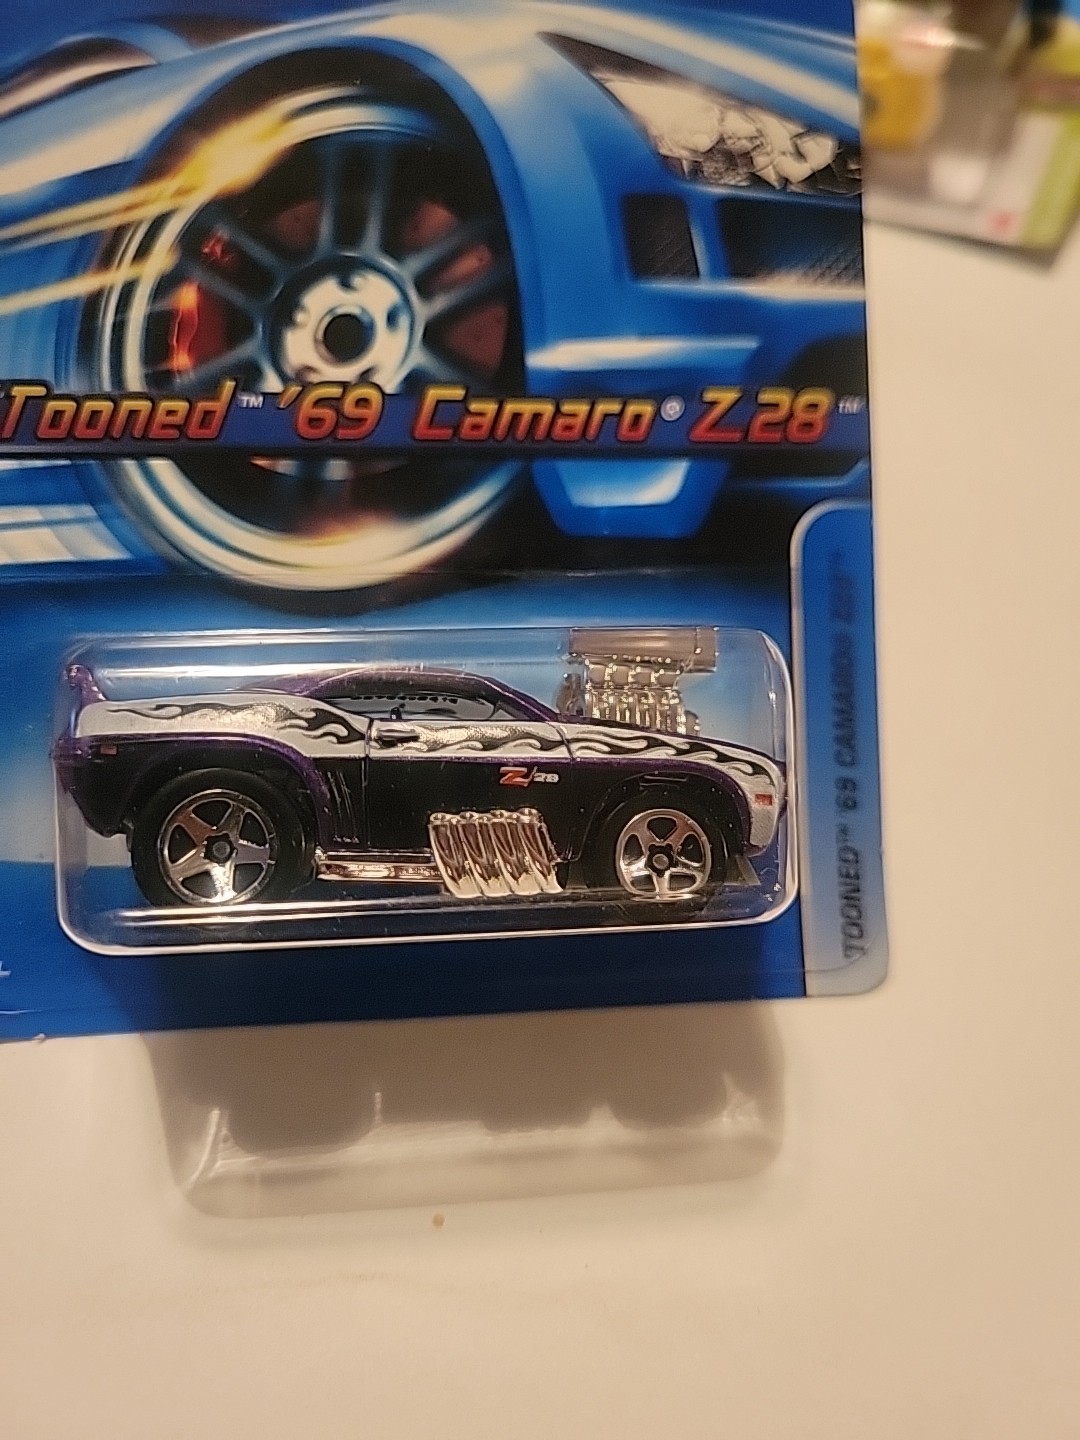 'Tooned™ '69 Camaro® Z28™
Z/28
TOONED™ '69 CAMARO® Z28™